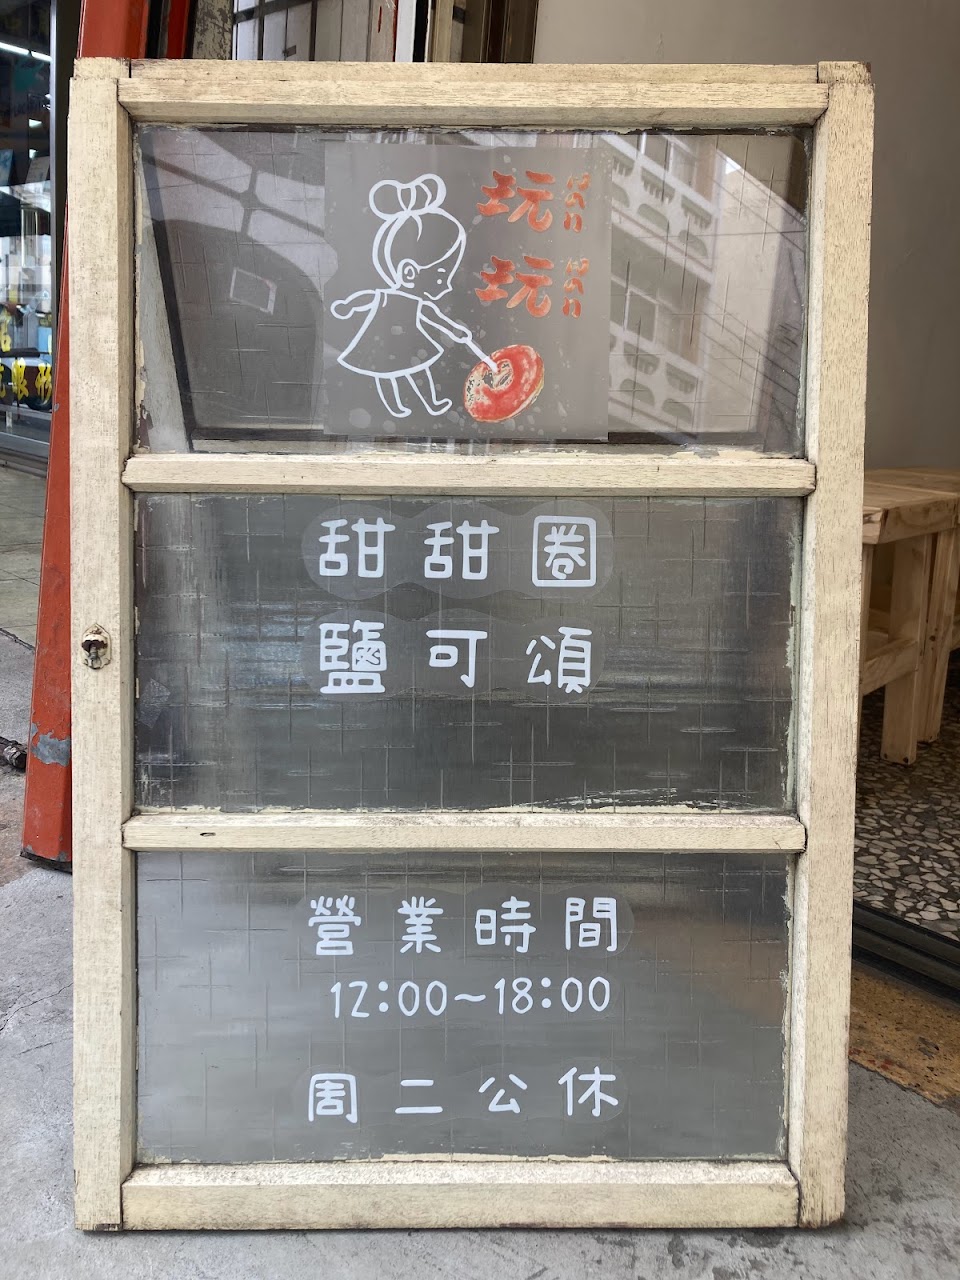 玩
玩
甜甜圈
鹽可頌
營業時間
12:00~18:00
周二公休